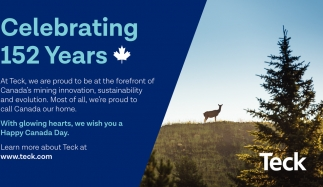 Celebrating
152 Years
At Teck, we are proud to be at the forefront of
Canada's mining innovation, sustainability
and evolution. Most of all, we're proud to
call Canada our home.
With glowing hearts, we wish you a
Happy Canada Day.
Learn more about Teck at
www.teck.com
Teck